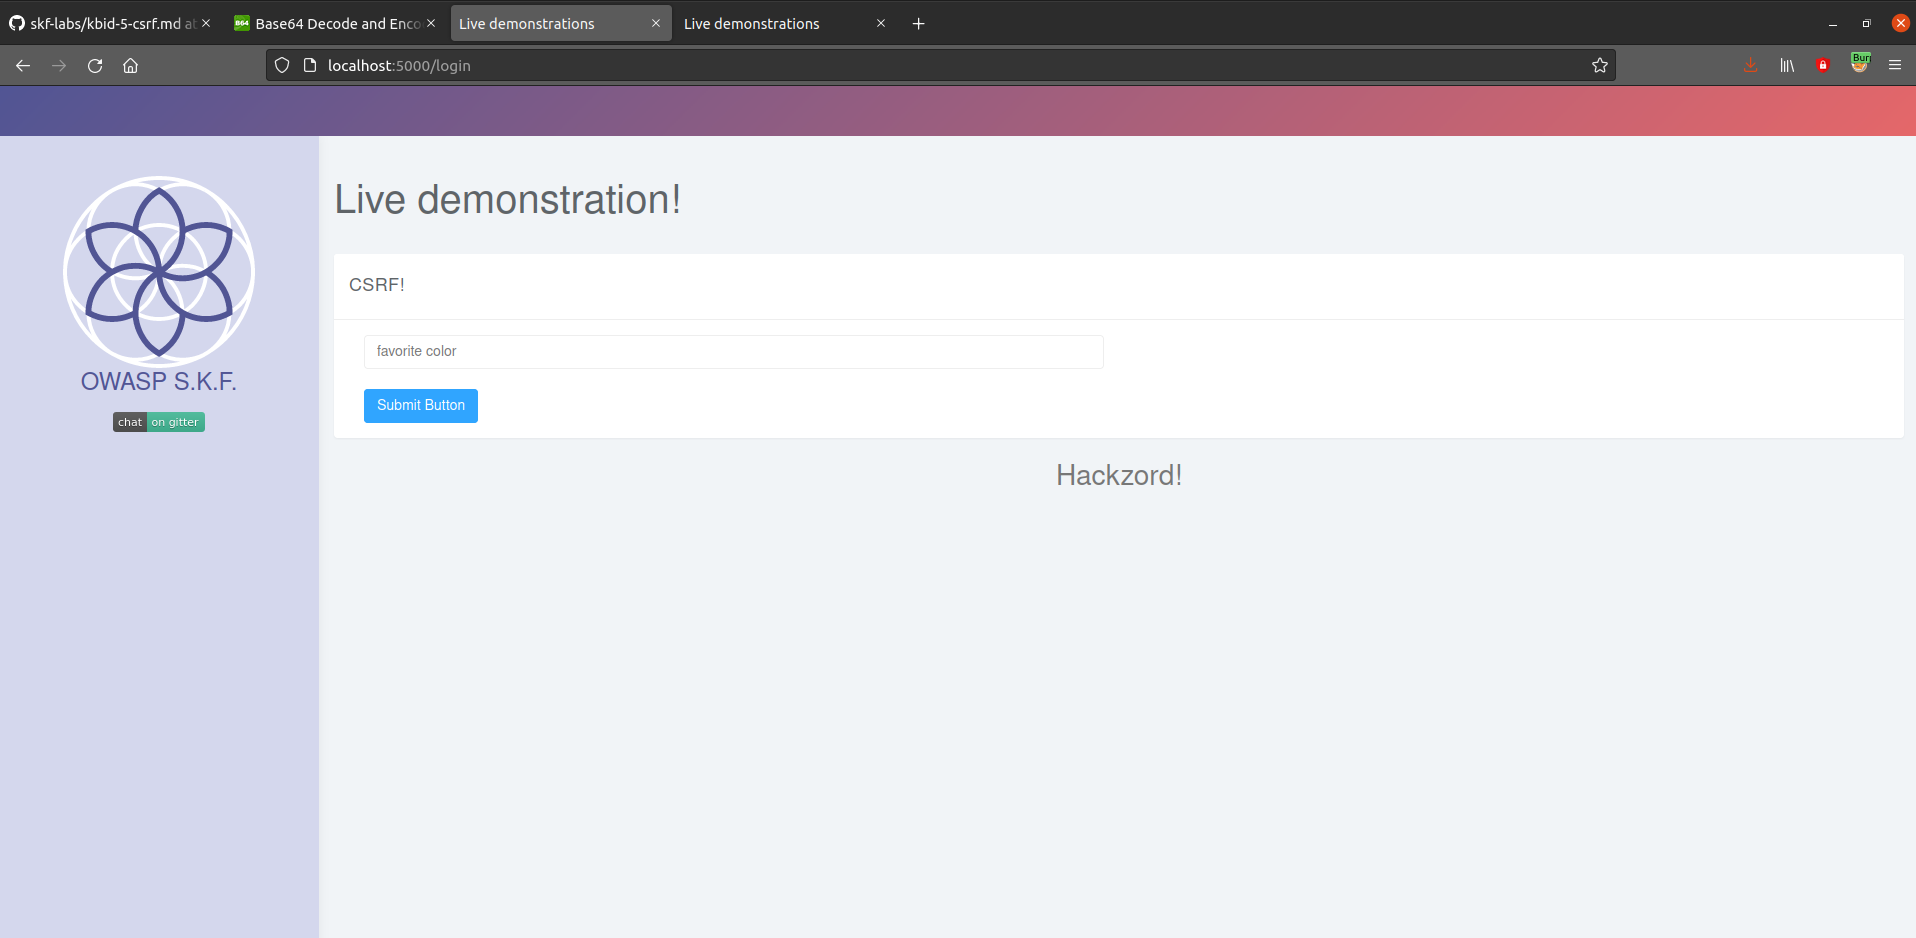 skf-labs/kbid-5-csrf.md at
Base64 Decode and Enco
Live demonstrations
Live demonstrations
localhost:5000/login
Live demonstration!
CSRF!
favorite color
Submit Button
Hackzord!
OWASP S.K.F.
chat on gitter
B64
Bur